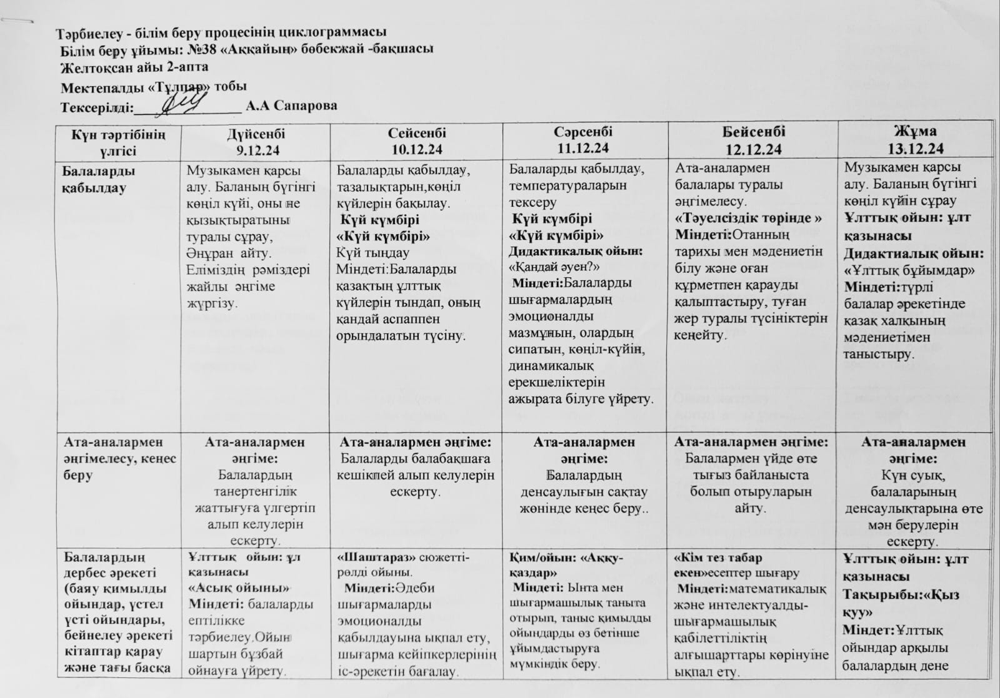 Тәрбиелеу - білім беру процесінің циклограммасы
Білім беру ұйымы: №38 «Аққайың» бөбекжай -бақшасы
Желтоқсан айы 2-апта
Мектепалды «Тұлпар» тобы
Тексерілді: А.А Сапарова
Күн тәртібінің
үлгісі
Дүйсенбі
9.12.24
Сейсенбі
10.12.24
Сәрсенбі
11.12.24
Бейсенбі
12.12.24
Жұма
13.12.24
Балаларды
қабылдау
Музыкамен қарсы
алу. Баланың бүгінгі
көңіл күйі, оны не
қызықтыратыны
туралы сұрау,
Әнұран айту.
Еліміздің рәміздері
жайлы әңгіме
жүргізу.
Балаларды қабылдау,
тазалықтарын,көңіл
күйлерін бақылау.
Күй күмбірі
«Күй күмбірі»
Күй тыңдау
Міндеті:Балаларды
қазақтың ұлттық
күйлерін тындап, оның
қандай аспаппен
орындалатын түсіну.
Балаларды қабылдау,
температураларын
тексеру
Күй күмбірі
«Күй күмбірі»
Дидактикалық ойын:
«Қандай әуен?»
Міндеті:Балаларды
шығармалардың
эмоционалды
мазмұнын, олардың
сипатын, көңіл-күйін,
динамикалық
ерекшеліктерін
ажырата білуге үйрету.
Ата-аналармен
балалары туралы
әңгімелесу.
«Тәуелсіздік төрінде »
Міндеті:Отанның
тарихы мен мәдениетін
білу және оған
құрметпен қарауды
қалыптастыру, туған
жер туралы түсініктерін
кеңейту.
Музыкамен қарсы
алу. Баланың бүгінгі
көңіл күйін сұрау
Ұлттық ойын: ұлт
қазынасы
Дидактиалық ойын:
«Ұлттық бұйымдар»
Міндеті:түрлі
балалар әрекетінде
қазақ халқының
мәдениетімен
таныстыру.
Ата-аналармен
әңгімелесу, кеңес
беру
Ата-аналармен
әңгіме:
Балалардың
танертенгілік
жаттығуға үлгертіп
алып келулерін
ескерту.
Ата-аналармен әңгіме:
Балаларды балабақшаға
кешікпей алып келулерін
ескерту.
Ата-аналармен
әңгіме:
Балалардың
денсаулығын сақтау
жөнінде кеңес беру..
Ата-аналармен әңгіме:
Балалармен үйде өте
тығыз байланыста
болып отыруларын
айту.
Ата-аналармен
әңгіме:
Күн суық,
балаларының
денсаулықтарына өте
мән берулерін
ескерту.
Балалардың
дербес әрекеті
(баяу қимылды
ойындар, үстел
үсті ойындары,
бейнелеу әрекеті
кітаптар қарау
және тағы басқа
Ұлттық ойын: ұл
қазынасы
«Асық ойыны»
Міндеті: балаларды
ептілікке
тәрбиелеу.Ойын
шартын бұзбай
ойнауға үйрету.
«Шаштараз» сюжетті-
рөлді ойыны.
Міндеті:Әдеби
шығармаларды
эмоционалды
қабылдауына ықпал ету,
шығарма кейіпкерлерінің
іс-әрекетін бағалау.
Қим/ойын: «Аққу-
қаздар»
Міндеті: Ынта мен
шығармашылық таныта
отырып, таныс қимылды
ойындарды өз бетінше
ұйымдастыруға
мүмкіндік беру.
«Кім тез табар
екен»есептер шығару
Міндеті:математикалық
және интелектуалды-
шығармашылық
қабілеттіліктің
алғышарттары көрінуіне
ықпал ету.
Ұлттық ойын: ұлт
қазынасы
Тақырыбы:«Қыз
қуу»
Міндет:Ұлттық
ойындар арқылы
балалардың дене